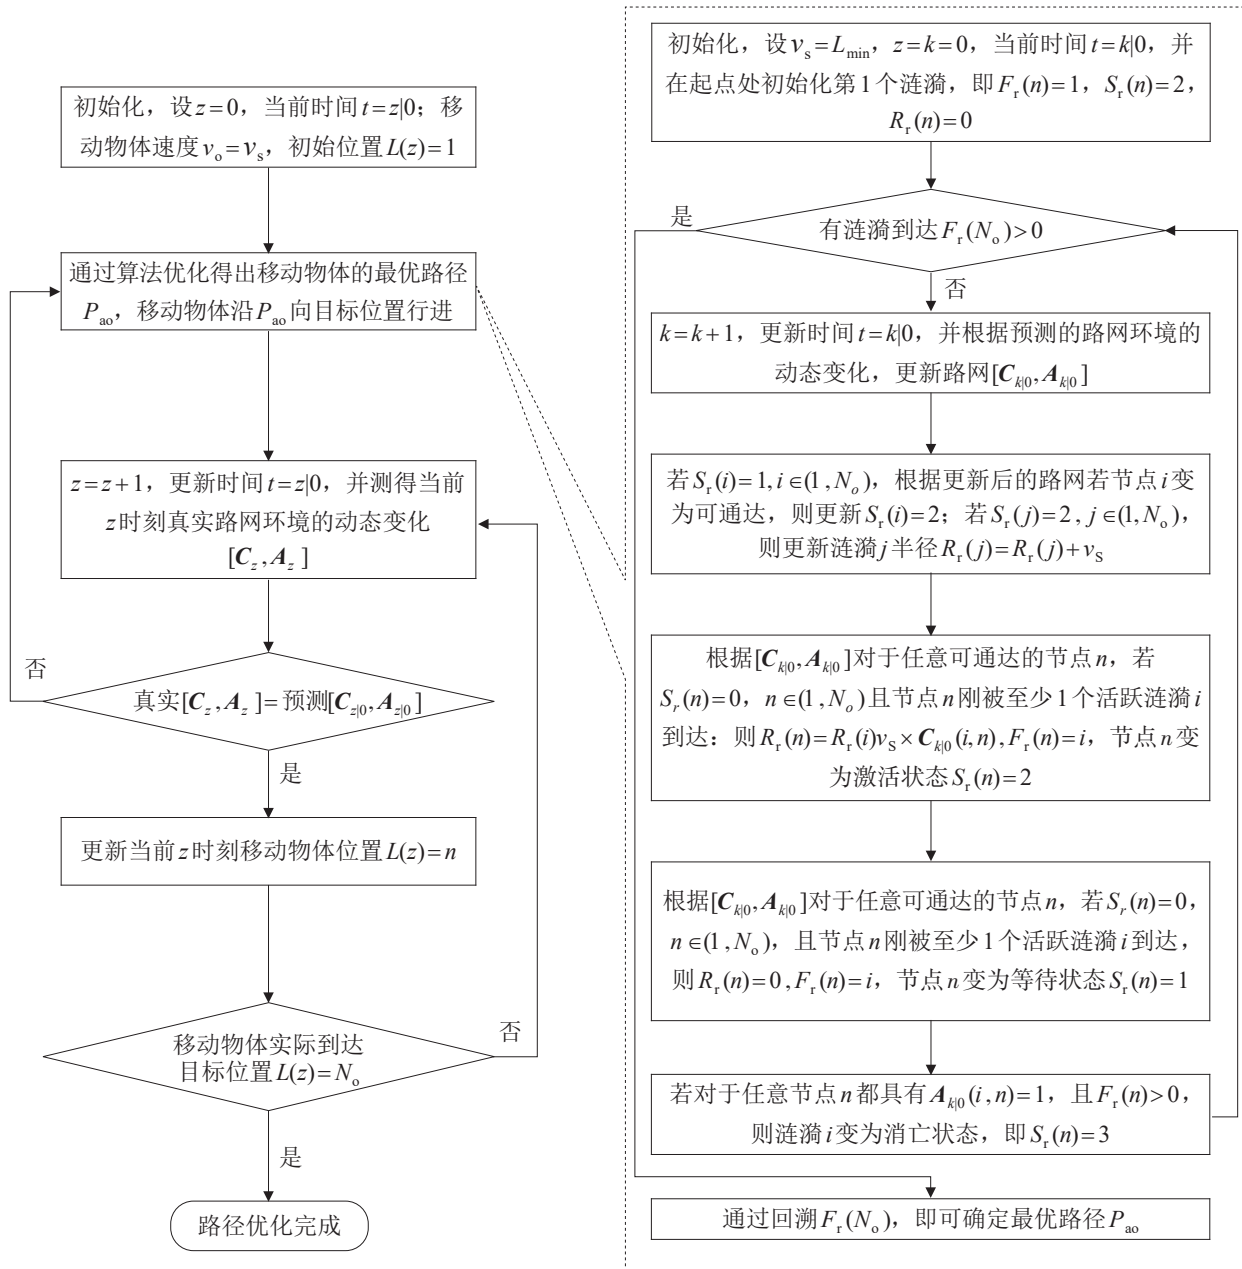 初始化，设z=0，当前时间t=z|0；移
动物体速度v_o=v_s，初始位置L(z)=1
通过算法优化得出移动物体的最优路径
P_ao，移动物体沿P_ao向目标位置行进
z=z+1，更新时间t=z|0，并测得当前
z时刻真实路网环境的动态变化
[C_z,A_z]
否
真实[C_z,A_z]=预测[C_z|0,A_z|0]
是
更新当前z时刻移动物体位置L(z)=n
否
移动物体实际到达
目标位置L(z)=N_o
是
路径优化完成
初始化，设v_s=L_min，z=k=0，当前时间t=k|0，并
在起点处初始化第1个涟漪，即F_r(n)=1，S_r(n)=2，
R_r(n)=0
是
有涟漪到达F_r(N_o)>0
否
k=k+1，更新时间t=k|0，并根据预测的路网环境的
动态变化，更新路网[C_k|0,A_k|0]
若S_r(i)=1,i∈(1,N_o)，根据更新后的路网若节点i变
为可通达，则更新S_r(i)=2；若S_r(j)=2,j∈(1,N_o)，
则更新涟漪j半径R_r(j)=R_r(j)+v_S
根据[C_k|0,A_k|0]对于任意可通达的节点n，若
S_r(n)=0，n∈(1,N_o)且节点n刚被至少1个活跃涟漪i
到达：则R_r(n)=R_r(i)v_S×C_k|0(i,n),F_r(n)=i，节点n变
为激活状态S_r(n)=2
根据[C_k|0,A_k|0]对于任意可通达的节点n，若S_r(n)=0，
n∈(1,N_o)，且节点n刚被至少1个活跃涟漪i到达，
则R_r(n)=0,F_r(n)=i，节点n变为等待状态S_r(n)=1
若对于任意节点n都具有A_k|0(i,n)=1，且F_r(n)>0，
则涟漪i变为消亡状态，即S_r(n)=3
通过回溯F_r(N_o)，即可确定最优路径P_ao